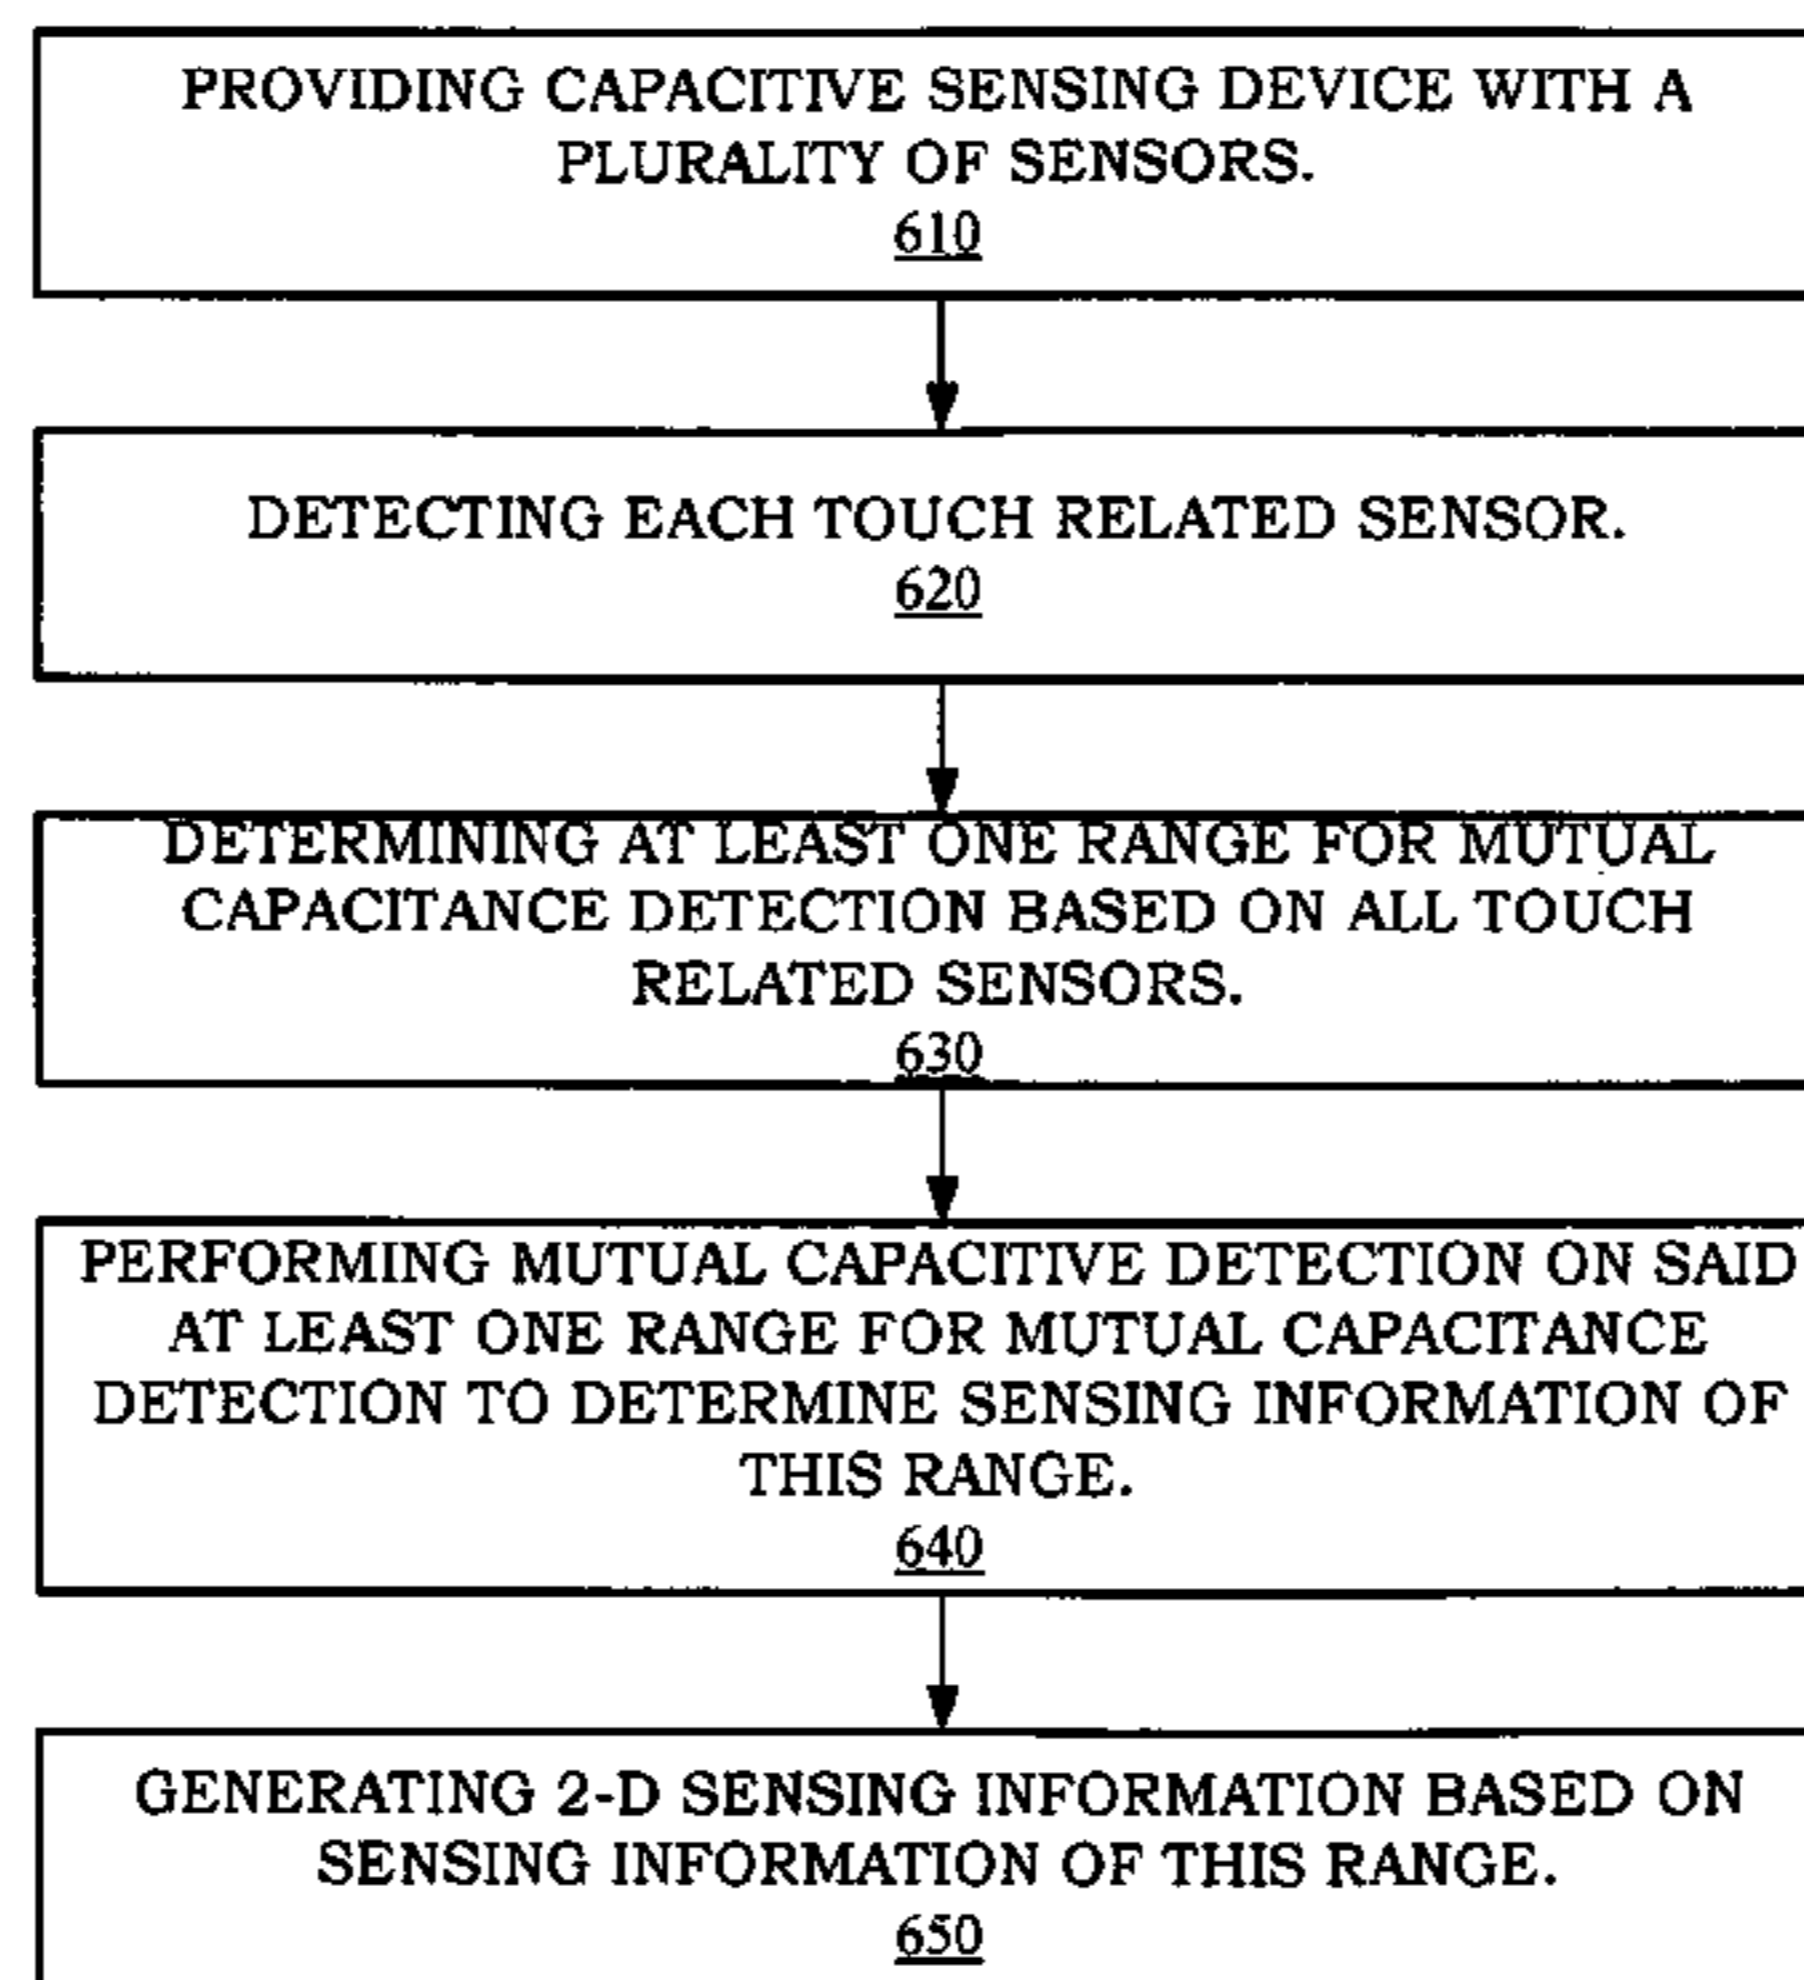 PROVIDING CAPACITIVE SENSING DEVICE WITH A
PLURALITY OF SENSORS.
610
DETECTING EACH TOUCH RELATED SENSOR.
620
DETERMINING AT LEAST ONE RANGE FOR MUTUAL
CAPACITANCE DETECTION BASED ON ALL TOUCH
RELATED SENSORS.
630
PERFORMING MUTUAL CAPACITIVE DETECTION ON SAID
AT LEAST ONE RANGE FOR MUTUAL CAPACITANCE
DETECTION TO DETERMINE SENSING INFORMATION OF
THIS RANGE.
640
GENERATING 2-D SENSING INFORMATION BASED ON
SENSING INFORMATION OF THIS RANGE.
650